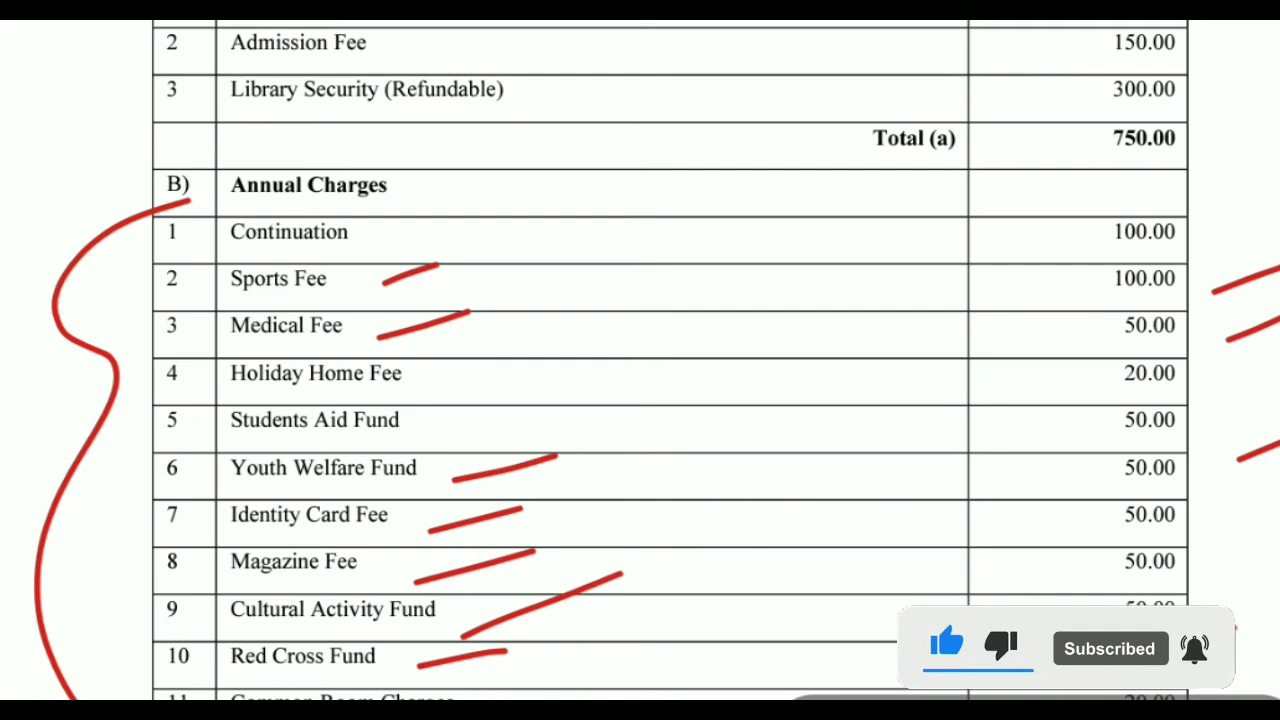 2 Admission Fee 150.00
3 Library Security (Refundable) 300.00
Total (a) 750.00
B) Annual Charges
1 Continuation 100.00
2 Sports Fee 100.00
3 Medical Fee 50.00
4 Holiday Home Fee 20.00
5 Students Aid Fund 50.00
6 Youth Welfare Fund 50.00
7 Identity Card Fee 50.00
8 Magazine Fee 50.00
9 Cultural Activity Fund
10 Red Cross Fund
Subscribed